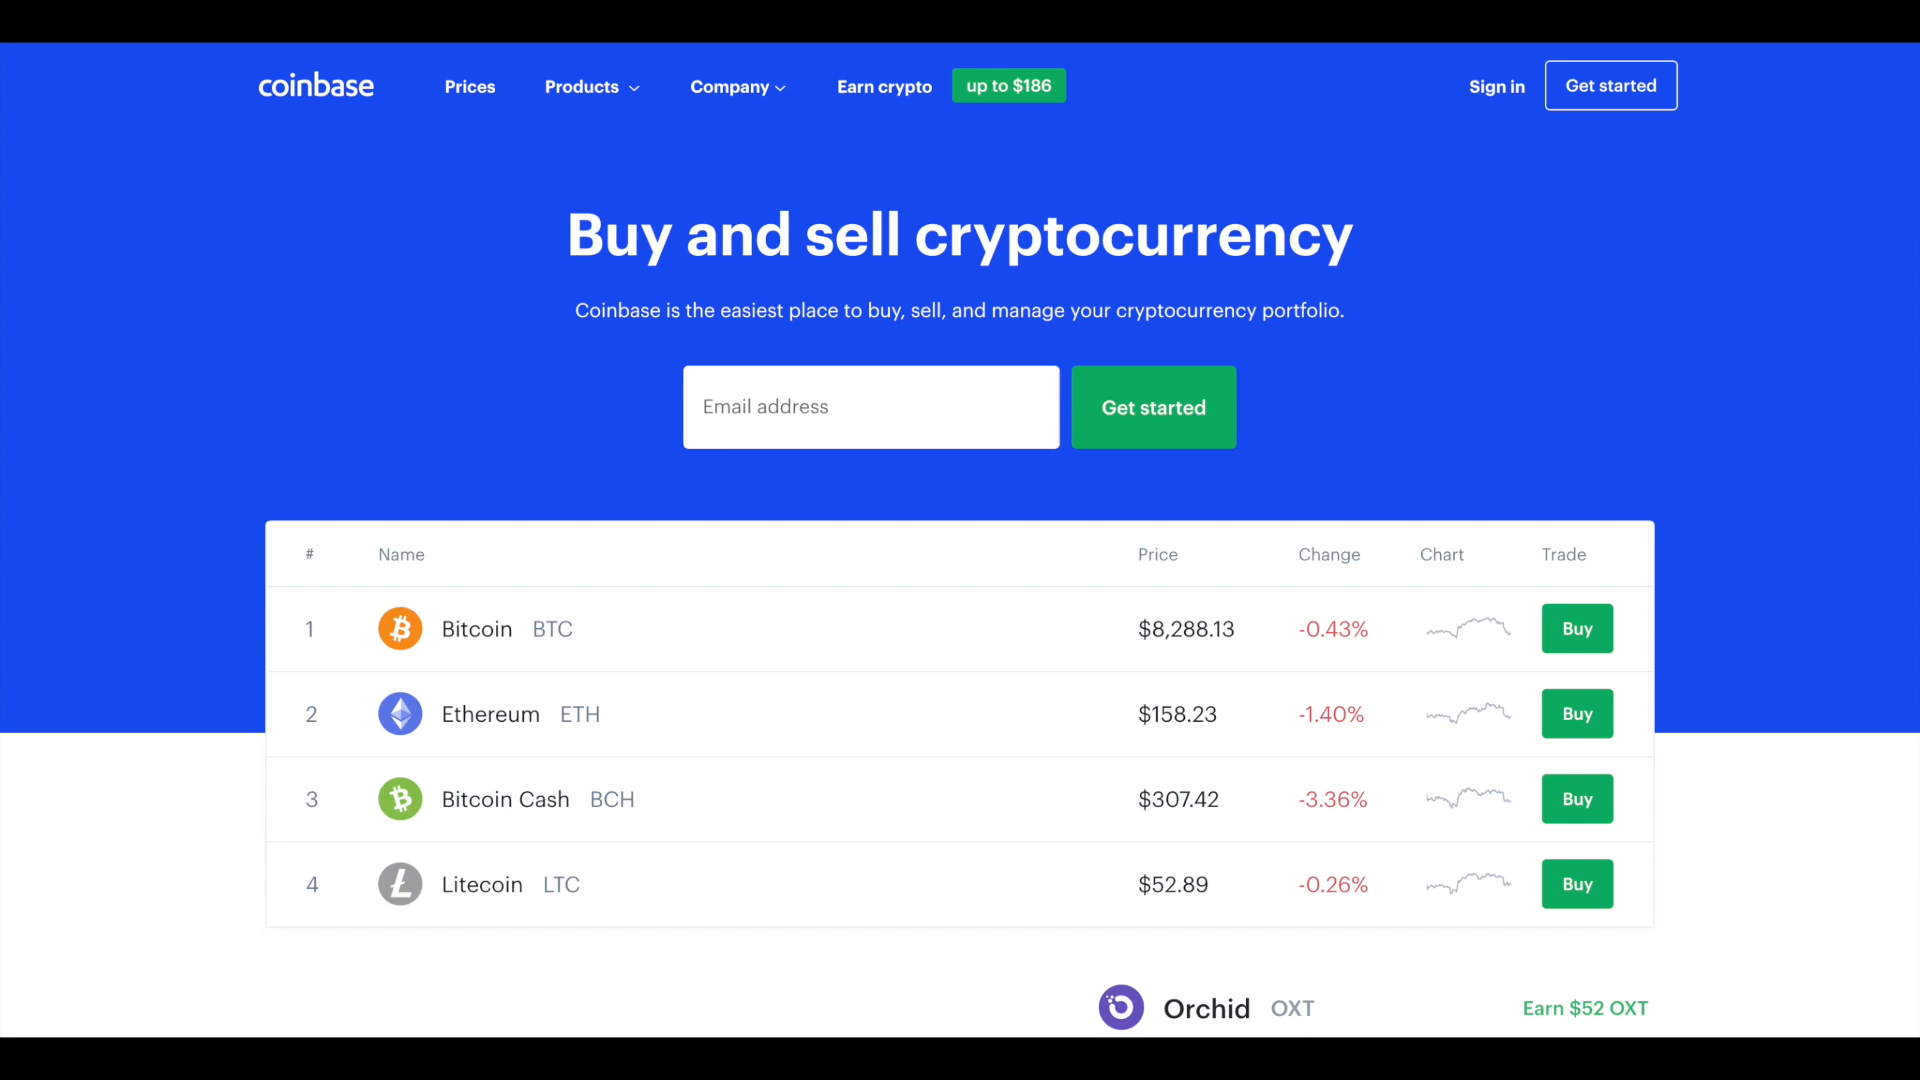 coinbase Prices Products Company Earn crypto up to $186 Sign in Get started
Buy and sell cryptocurrency
Coinbase is the easiest place to buy, sell, and manage your cryptocurrency portfolio.
Email address Get started
# Name Price Change Chart Trade
1 Bitcoin BTC $8,288.13 -0.43% Buy
2 Ethereum ETH $158.23 -1.40% Buy
3 Bitcoin Cash BCH $307.42 -3.36% Buy
4 Litecoin LTC $52.89 -0.26% Buy
Orchid OXT Earn $52 OXT